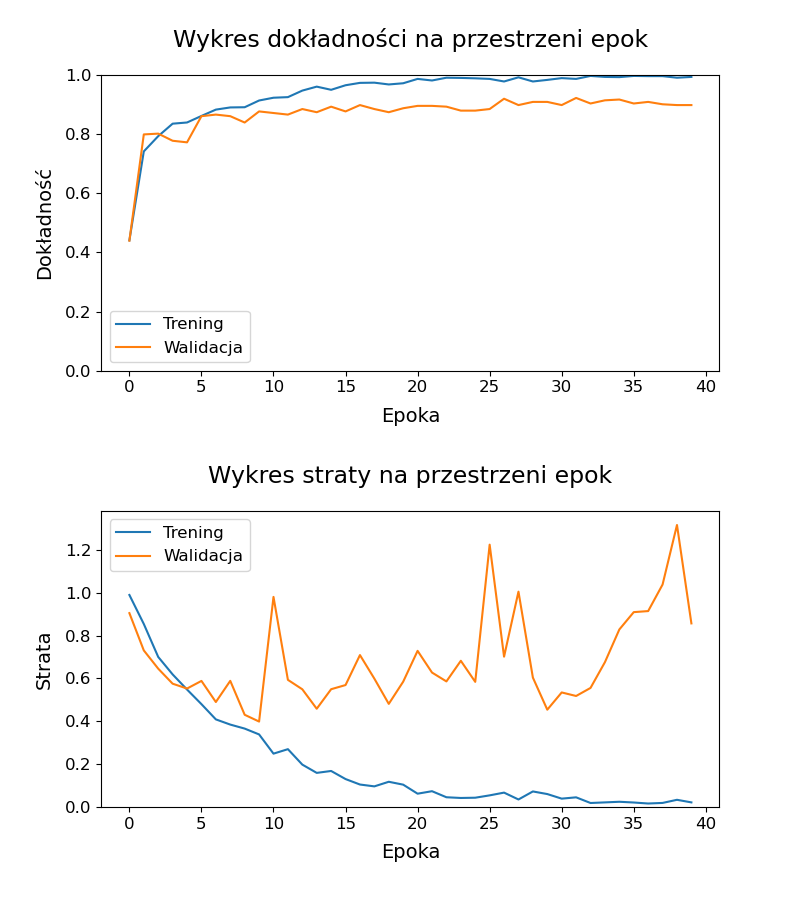 Wykres dokładności na przestrzeni epok
1.0
0.8
0.6
0.4
0.2
0.0
Dokładność
Trening
Walidacja
0 5 10 15 20 25 30 35 40
Epoka
Wykres straty na przestrzeni epok
Trening
Walidacja
1.2
1.0
0.8
0.6
0.4
0.2
0.0
Strata
0 5 10 15 20 25 30 35 40
Epoka